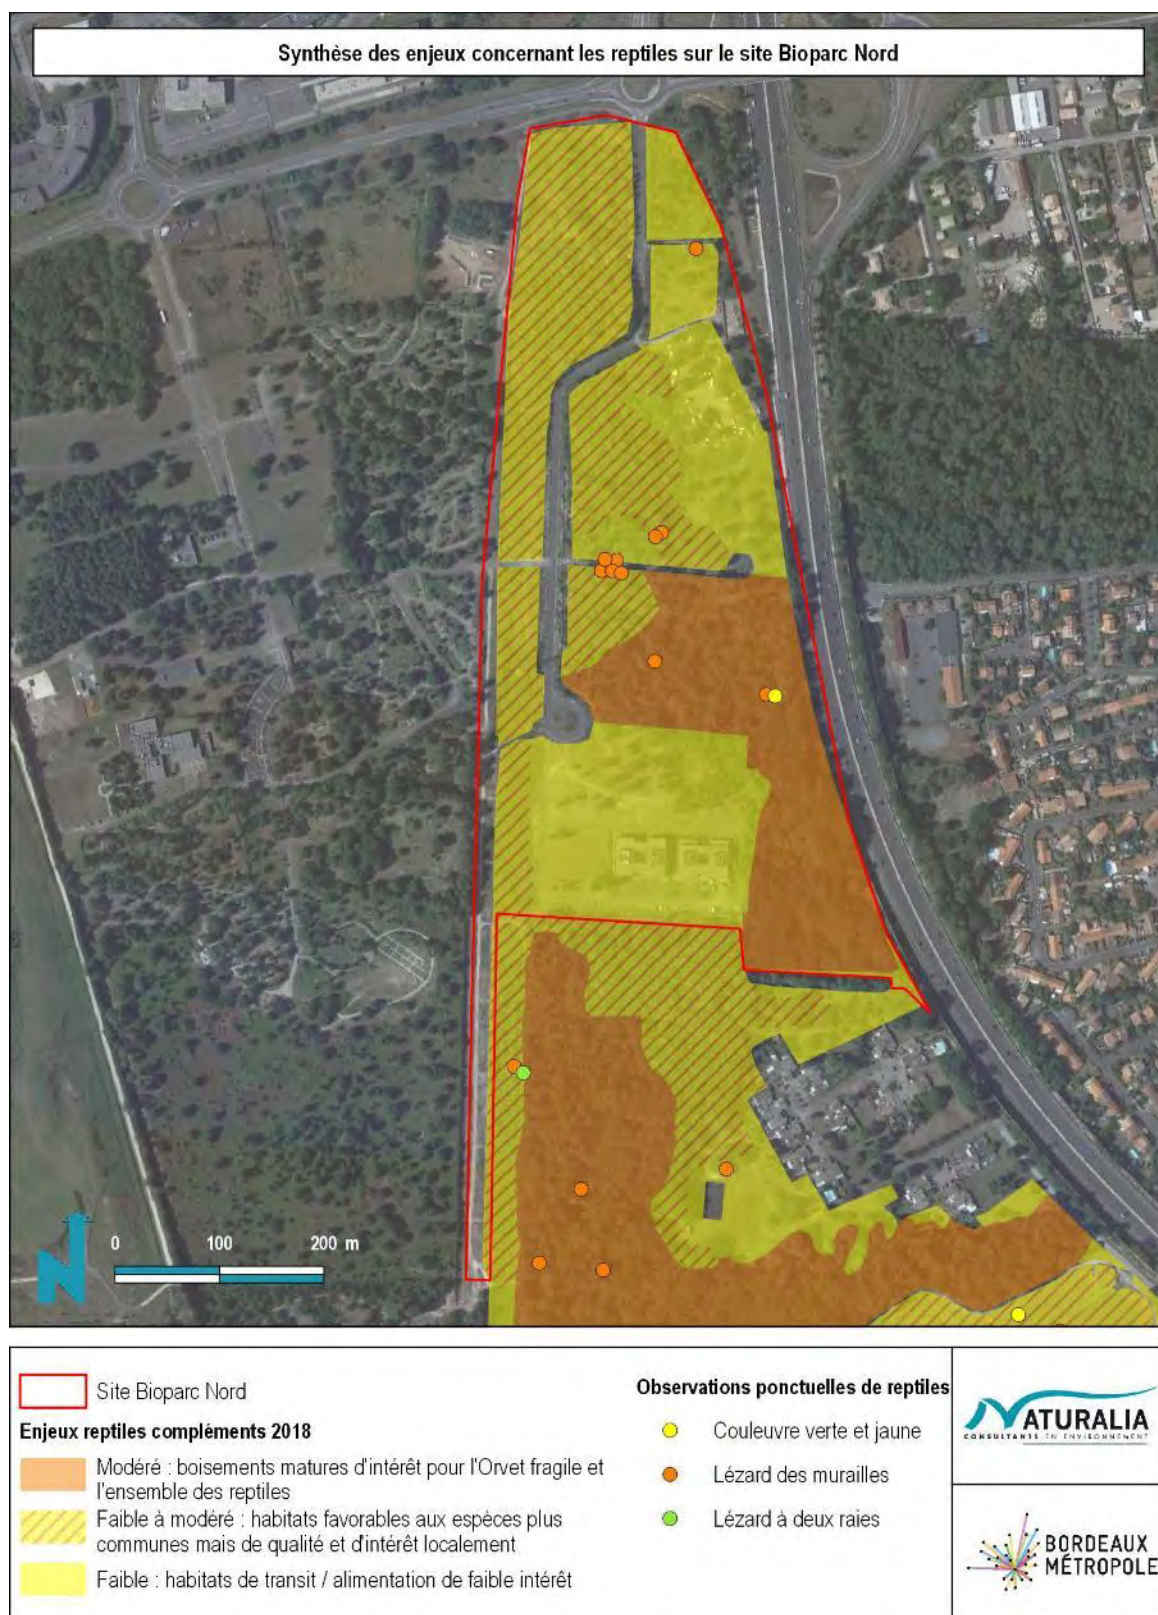 Synthèse des enjeux concernant les reptiles sur le site Bioparc Nord
N
0 100 200 m
Site Bioparc Nord
Enjeux reptiles compléments 2018
Modéré : boisements matures d'intérêt pour l'Orvet fragile et
l'ensemble des reptiles
Faible à modéré : habitats favorables aux espèces plus
communes mais de qualité et d'intérêt localement
Faible : habitats de transit / alimentation de faible intérêt
Observations ponctuelles de reptiles
Couleuvre verte et jaune
Lézard des murailles
Lézard à deux raies
NATURALIA
CONSULTANTS EN ENVIRONNEMENT
BORDEAUX
MÉTROPOLE